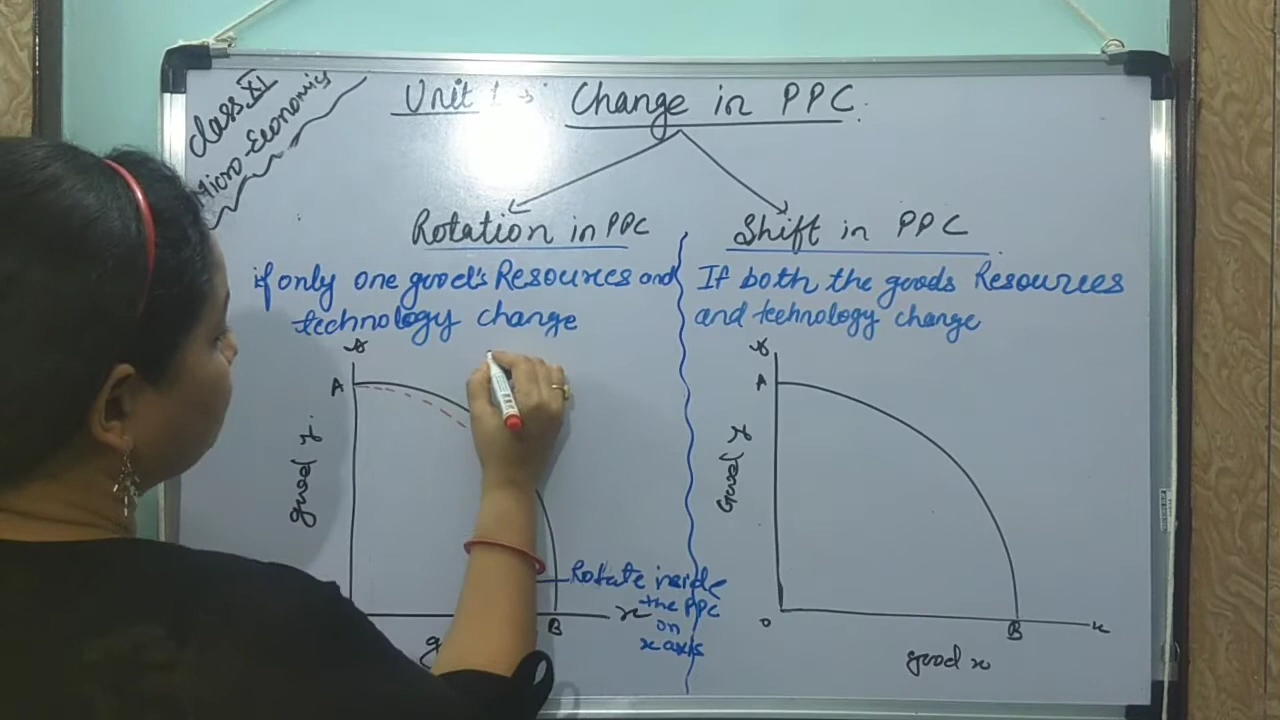 Class XI
Micro-Economics
Unit 1 → Change in PPC.
Rotation in PPC
if only one good's Resources and
technology change
A
good y.
Rotate inside
the PPC
on
x axis
x
B
g
Shift in PPC
If both the goods Resources
and technology change
A
Good y
o
B
x
good x